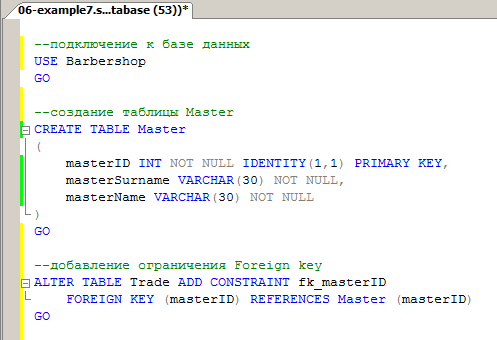 06-example7.s...tabase (53))*
--подключение к базе данных
USE Barbershop
GO
--создание таблицы Master
CREATE TABLE Master
(
masterID INT NOT NULL IDENTITY(1,1) PRIMARY KEY,
masterSurname VARCHAR(30) NOT NULL,
masterName VARCHAR(30) NOT NULL
)
GO
--добавление ограничения Foreign key
ALTER TABLE Trade ADD CONSTRAINT fk_masterID
FOREIGN KEY (masterID) REFERENCES Master (masterID)
GO